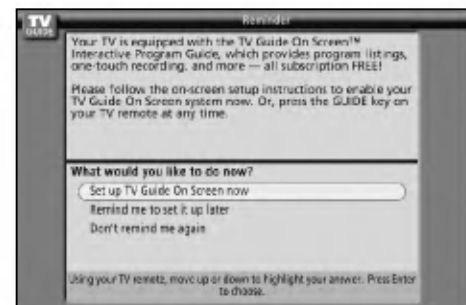 TV
GUIDE
Reminder
Your TV is equipped with the TV Guide On Screen™
Interactive Program Guide, which provides program listings,
one-touch recording, and more — all subscription FREE!
Please follow the on-screen setup instructions to enable your
TV Guide On Screen system now. Or, press the GUIDE key on
your TV remote at any time.
What would you like to do now?
Set up TV Guide On Screen now
Remind me to set it up later
Don't remind me again
Using your TV remote, move up or down to highlight your answer. Press Enter
to choose.